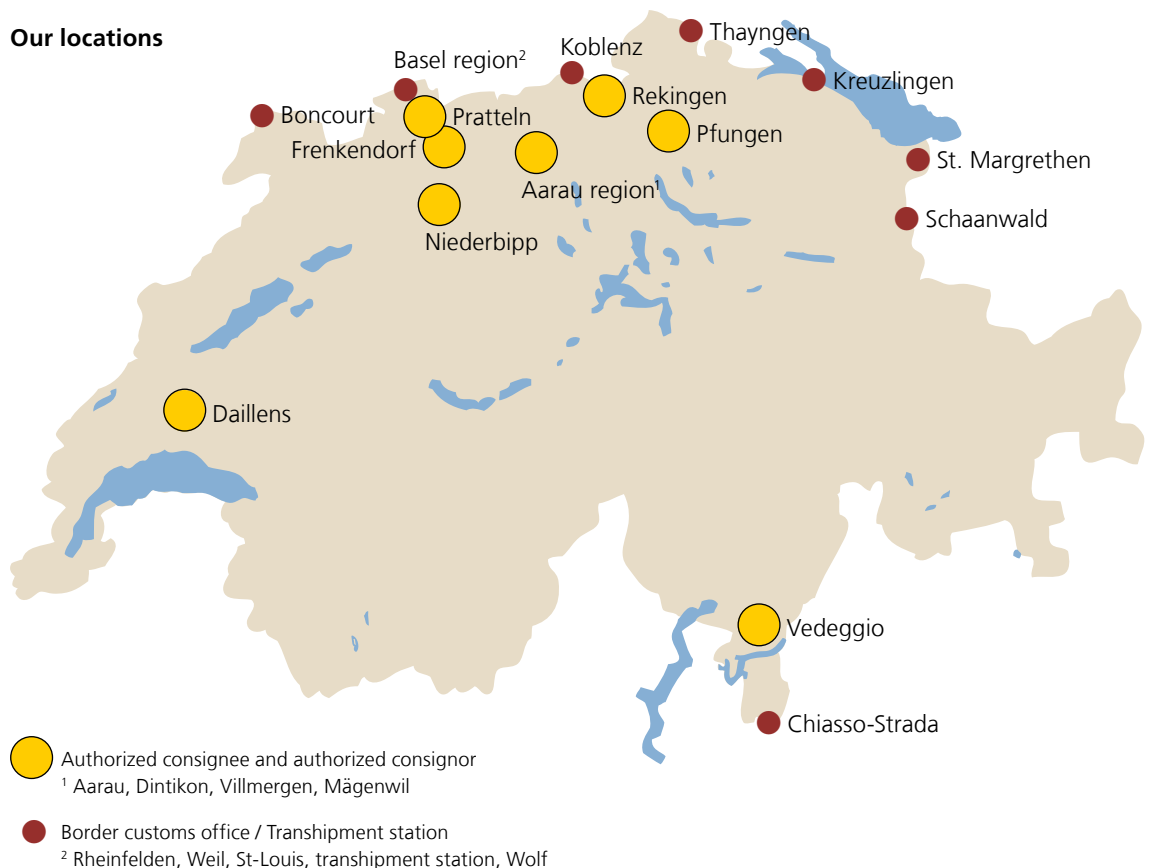 Our locations
Thayngen
Koblenz
Basel region²
Kreuzlingen
Rekingen
Boncourt
Pratteln
Pfungen
Frenkendorf
St. Margrethen
Aarau region¹
Schaanwald
Niederbipp
Daillens
Vedeggio
Chiasso-Strada
Authorized consignee and authorized consignor
¹ Aarau, Dintikon, Villmergen, Mägenwil
Border customs office / Transhipment station
² Rheinfelden, Weil, St-Louis, transhipment station, Wolf